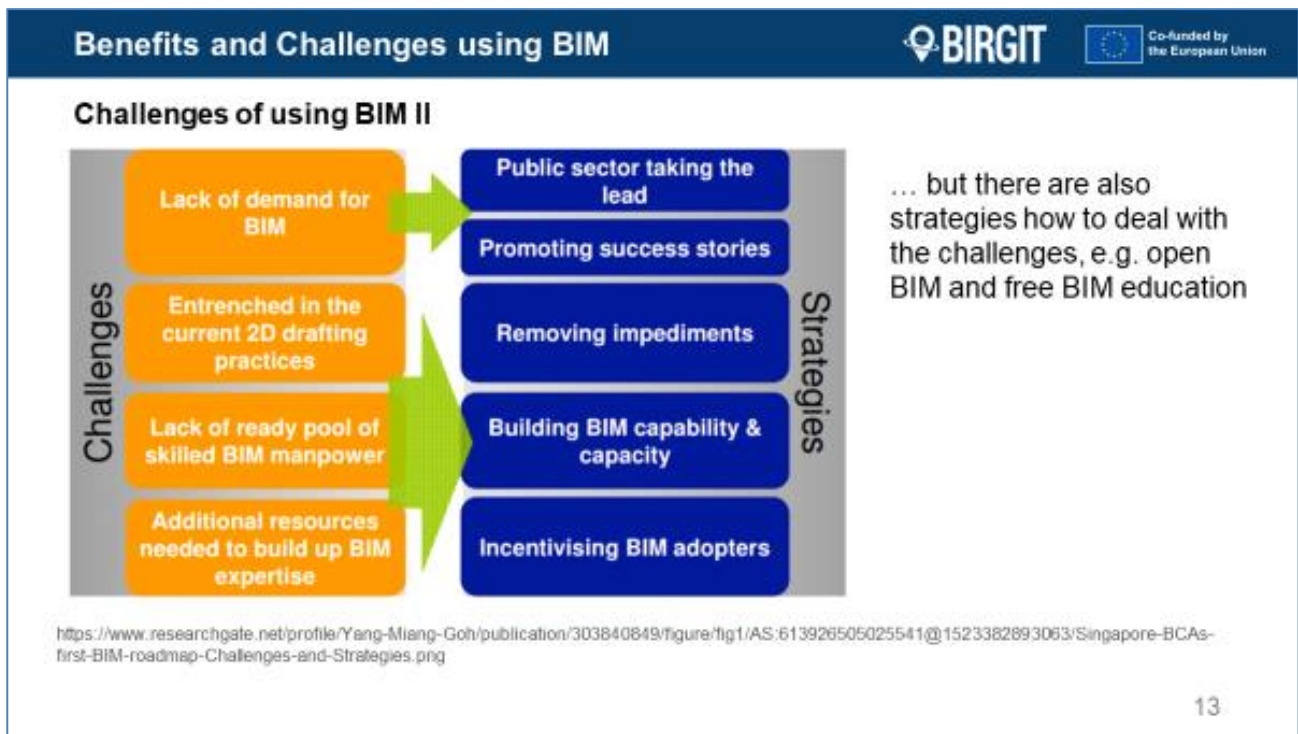 Benefits and Challenges using BIM
BIRGIT
Co-funded by
the European Union
Challenges of using BIM II
Challenges
Lack of demand for
BIM
Entrenched in the
current 2D drafting
practices
Lack of ready pool of
skilled BIM manpower
Additional resources
needed to build up BIM
expertise
Public sector taking the
lead
Promoting success stories
Removing impediments
Building BIM capability &
capacity
Incentivising BIM adopters
Strategies
… but there are also
strategies how to deal with
the challenges, e.g. open
BIM and free BIM education
https://www.researchgate.net/profile/Yang-Miang-Goh/publication/303840849/figure/fig1/AS:613926505025541@1523382893063/Singapore-BCAs-
first-BIM-roadmap-Challenges-and-Strategies.png
13